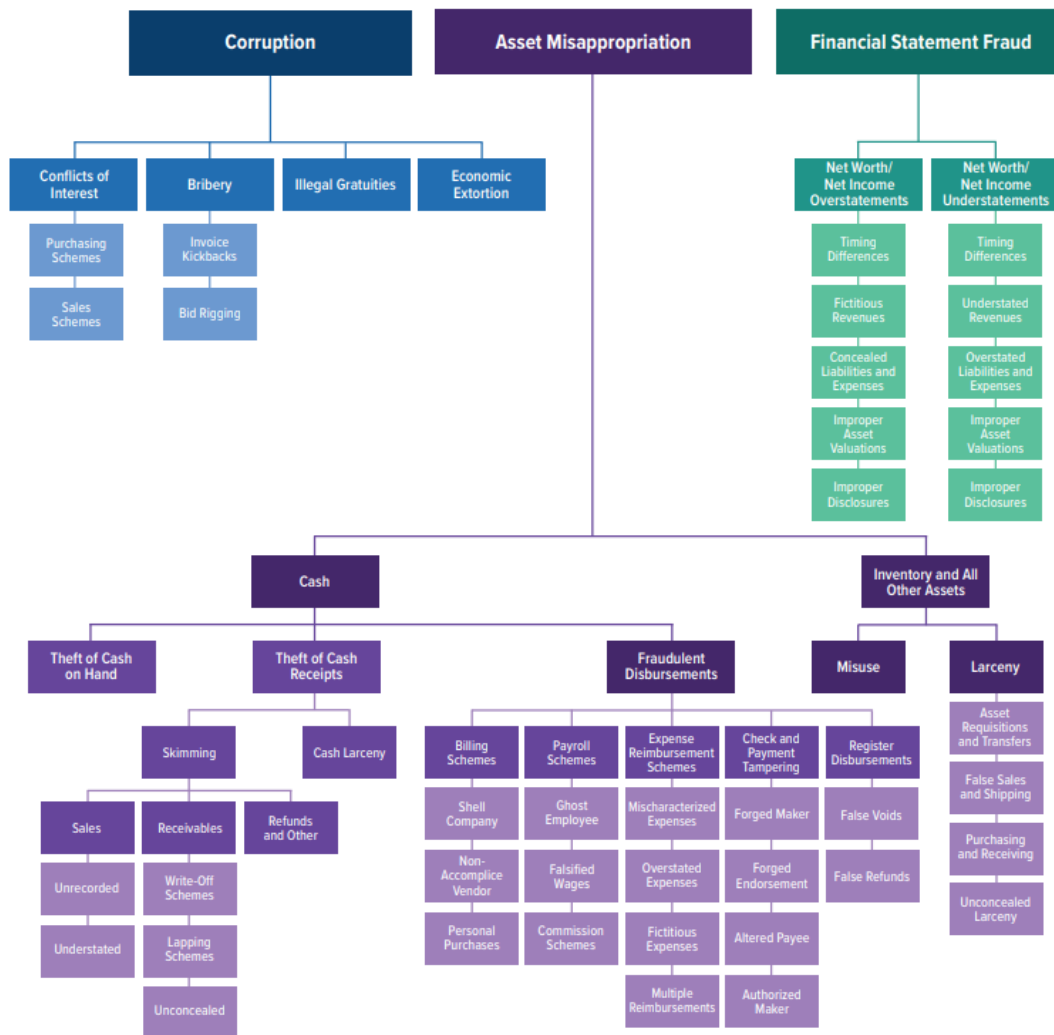 Corruption
Asset Misappropriation
Financial Statement Fraud
Conflicts of
Interest
Bribery
Illegal Gratuities
Economic
Extortion
Purchasing
Schemes
Sales
Schemes
Invoice
Kickbacks
Bid Rigging
Net Worth/
Net Income
Overstatements
Net Worth/
Net Income
Understatements
Timing
Differences
Fictitious
Revenues
Concealed
Liabilities and
Expenses
Improper
Asset
Valuations
Improper
Disclosures
Timing
Differences
Understated
Revenues
Overstated
Liabilities and
Expenses
Improper
Asset
Valuations
Improper
Disclosures
Cash
Inventory and All
Other Assets
Theft of Cash
on Hand
Theft of Cash
Receipts
Fraudulent
Disbursements
Misuse
Larceny
Skimming
Cash Larceny
Sales
Receivables
Refunds
and Other
Unrecorded
Understated
Write-Off
Schemes
Lapping
Schemes
Unconcealed
Billing
Schemes
Shell
Company
Non-
Accomplice
Vendor
Personal
Purchases
Payroll
Schemes
Ghost
Employee
Falsified
Wages
Commission
Schemes
Expense
Reimbursement
Schemes
Mischaracterized
Expenses
Overstated
Expenses
Fictitious
Expenses
Multiple
Reimbursements
Check and
Payment
Tampering
Forged Maker
Forged
Endorsement
Altered Payee
Authorized
Maker
Register
Disbursements
False Voids
False Refunds
Asset
Requisitions
and Transfers
False Sales
and Shipping
Purchasing
and Receiving
Unconcealed
Larceny